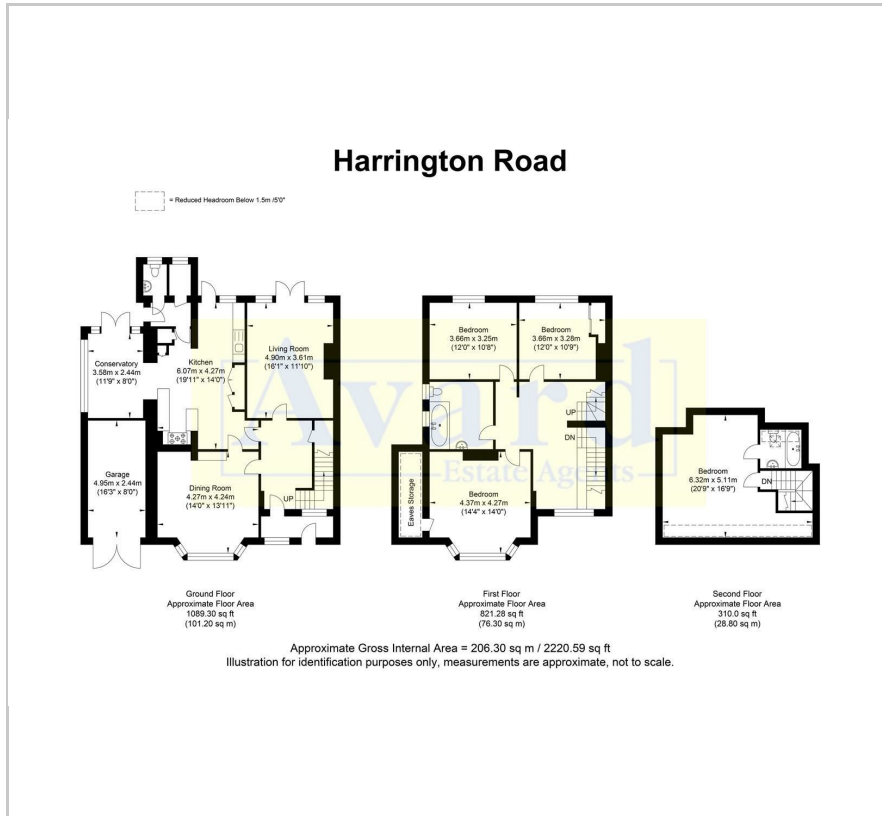 Harrington Road
= Reduced Headroom Below 1.5m /5'0"
Conservatory
3.58m x 2.44m
(11'9" x 8'0")
Kitchen
6.07m x 4.27m
(19'11" x 14'0")
Living Room
4.90m x 3.61m
(16'1" x 11'10")
Garage
4.95m x 2.44m
(16'3" x 8'0")
Dining Room
4.27m x 4.24m
(14'0" x 13'11")
UP
Ground Floor
Approximate Floor Area
1089.30 sq ft
(101.20 sq m)
Bedroom
3.66m x 3.25m
(12'0" x 10'8")
Bedroom
3.66m x 3.28m
(12'0" x 10'9")
UP
DN
Eaves Storage
Bedroom
4.37m x 4.27m
(14'4" x 14'0")
First Floor
Approximate Floor Area
821.28 sq ft
(76.30 sq m)
Bedroom
6.32m x 5.11m
(20'9" x 16'9")
DN
Second Floor
Approximate Floor Area
310.0 sq ft
(28.80 sq m)
Avard
Estate Agents
Approximate Gross Internal Area = 206.30 sq m / 2220.59 sq ft
Illustration for identification purposes only, measurements are approximate, not to scale.